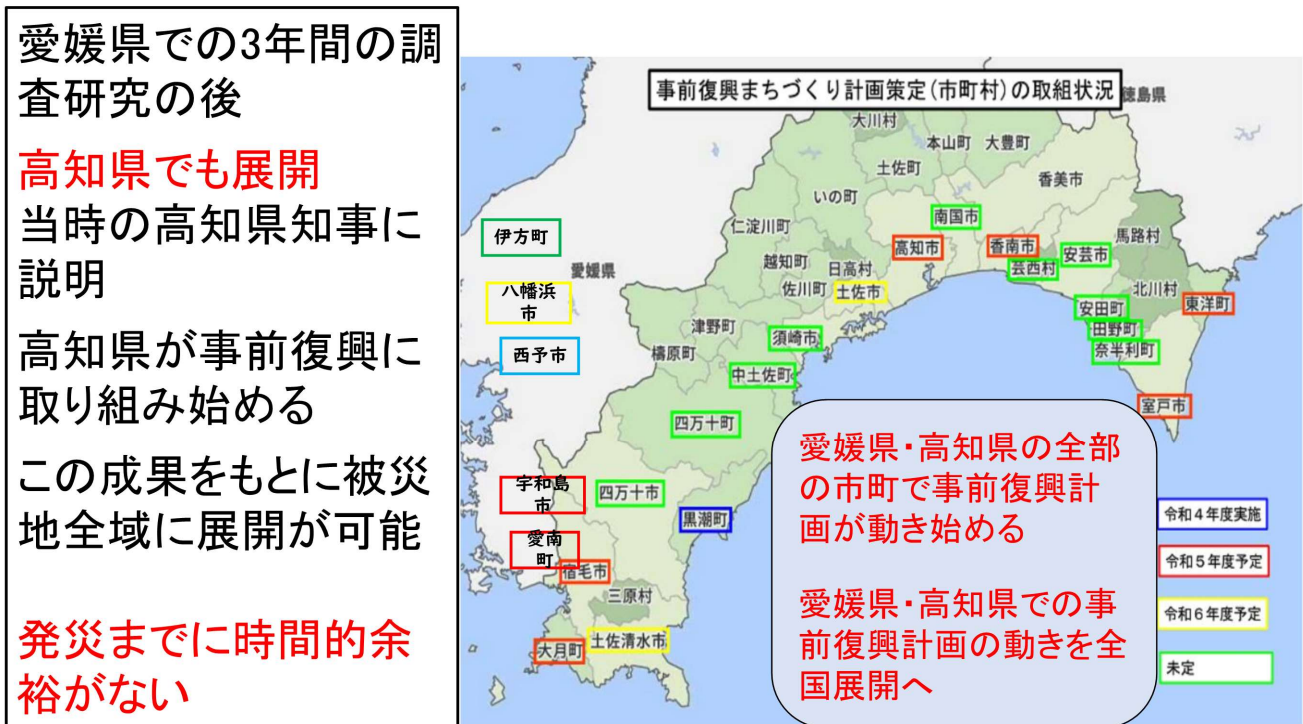 愛媛県での3年間の調
査研究の後
高知県でも展開
当時の高知県知事に
説明
高知県が事前復興に
取り組み始める
この成果をもとに被災
地全域に展開が可能
発災までに時間的余
裕がない
事前復興まちづくり計画策定(市町村)の取組状況
徳島県
大川村
本山町
大豊町
土佐町
香美市
いの町
南国市
仁淀川町
高知市
香南市
馬路村
伊方町
愛媛県
越知町
日高村
芸西村
安芸市
八幡浜
市
佐川町
土佐市
北川村
安田町
東洋町
津野町
須崎市
田野町
西予市
檮原町
奈半利町
中土佐町
室戸市
四万十町
宇和島
市
四万十市
黒潮町
愛南
町
宿毛市
三原村
大月町
土佐清水市
愛媛県・高知県の全部
の市町で事前復興計
画が動き始める
愛媛県・高知県での事
前復興計画の動きを全
国展開へ
令和4年度実施
令和5年度予定
令和6年度予定
未定